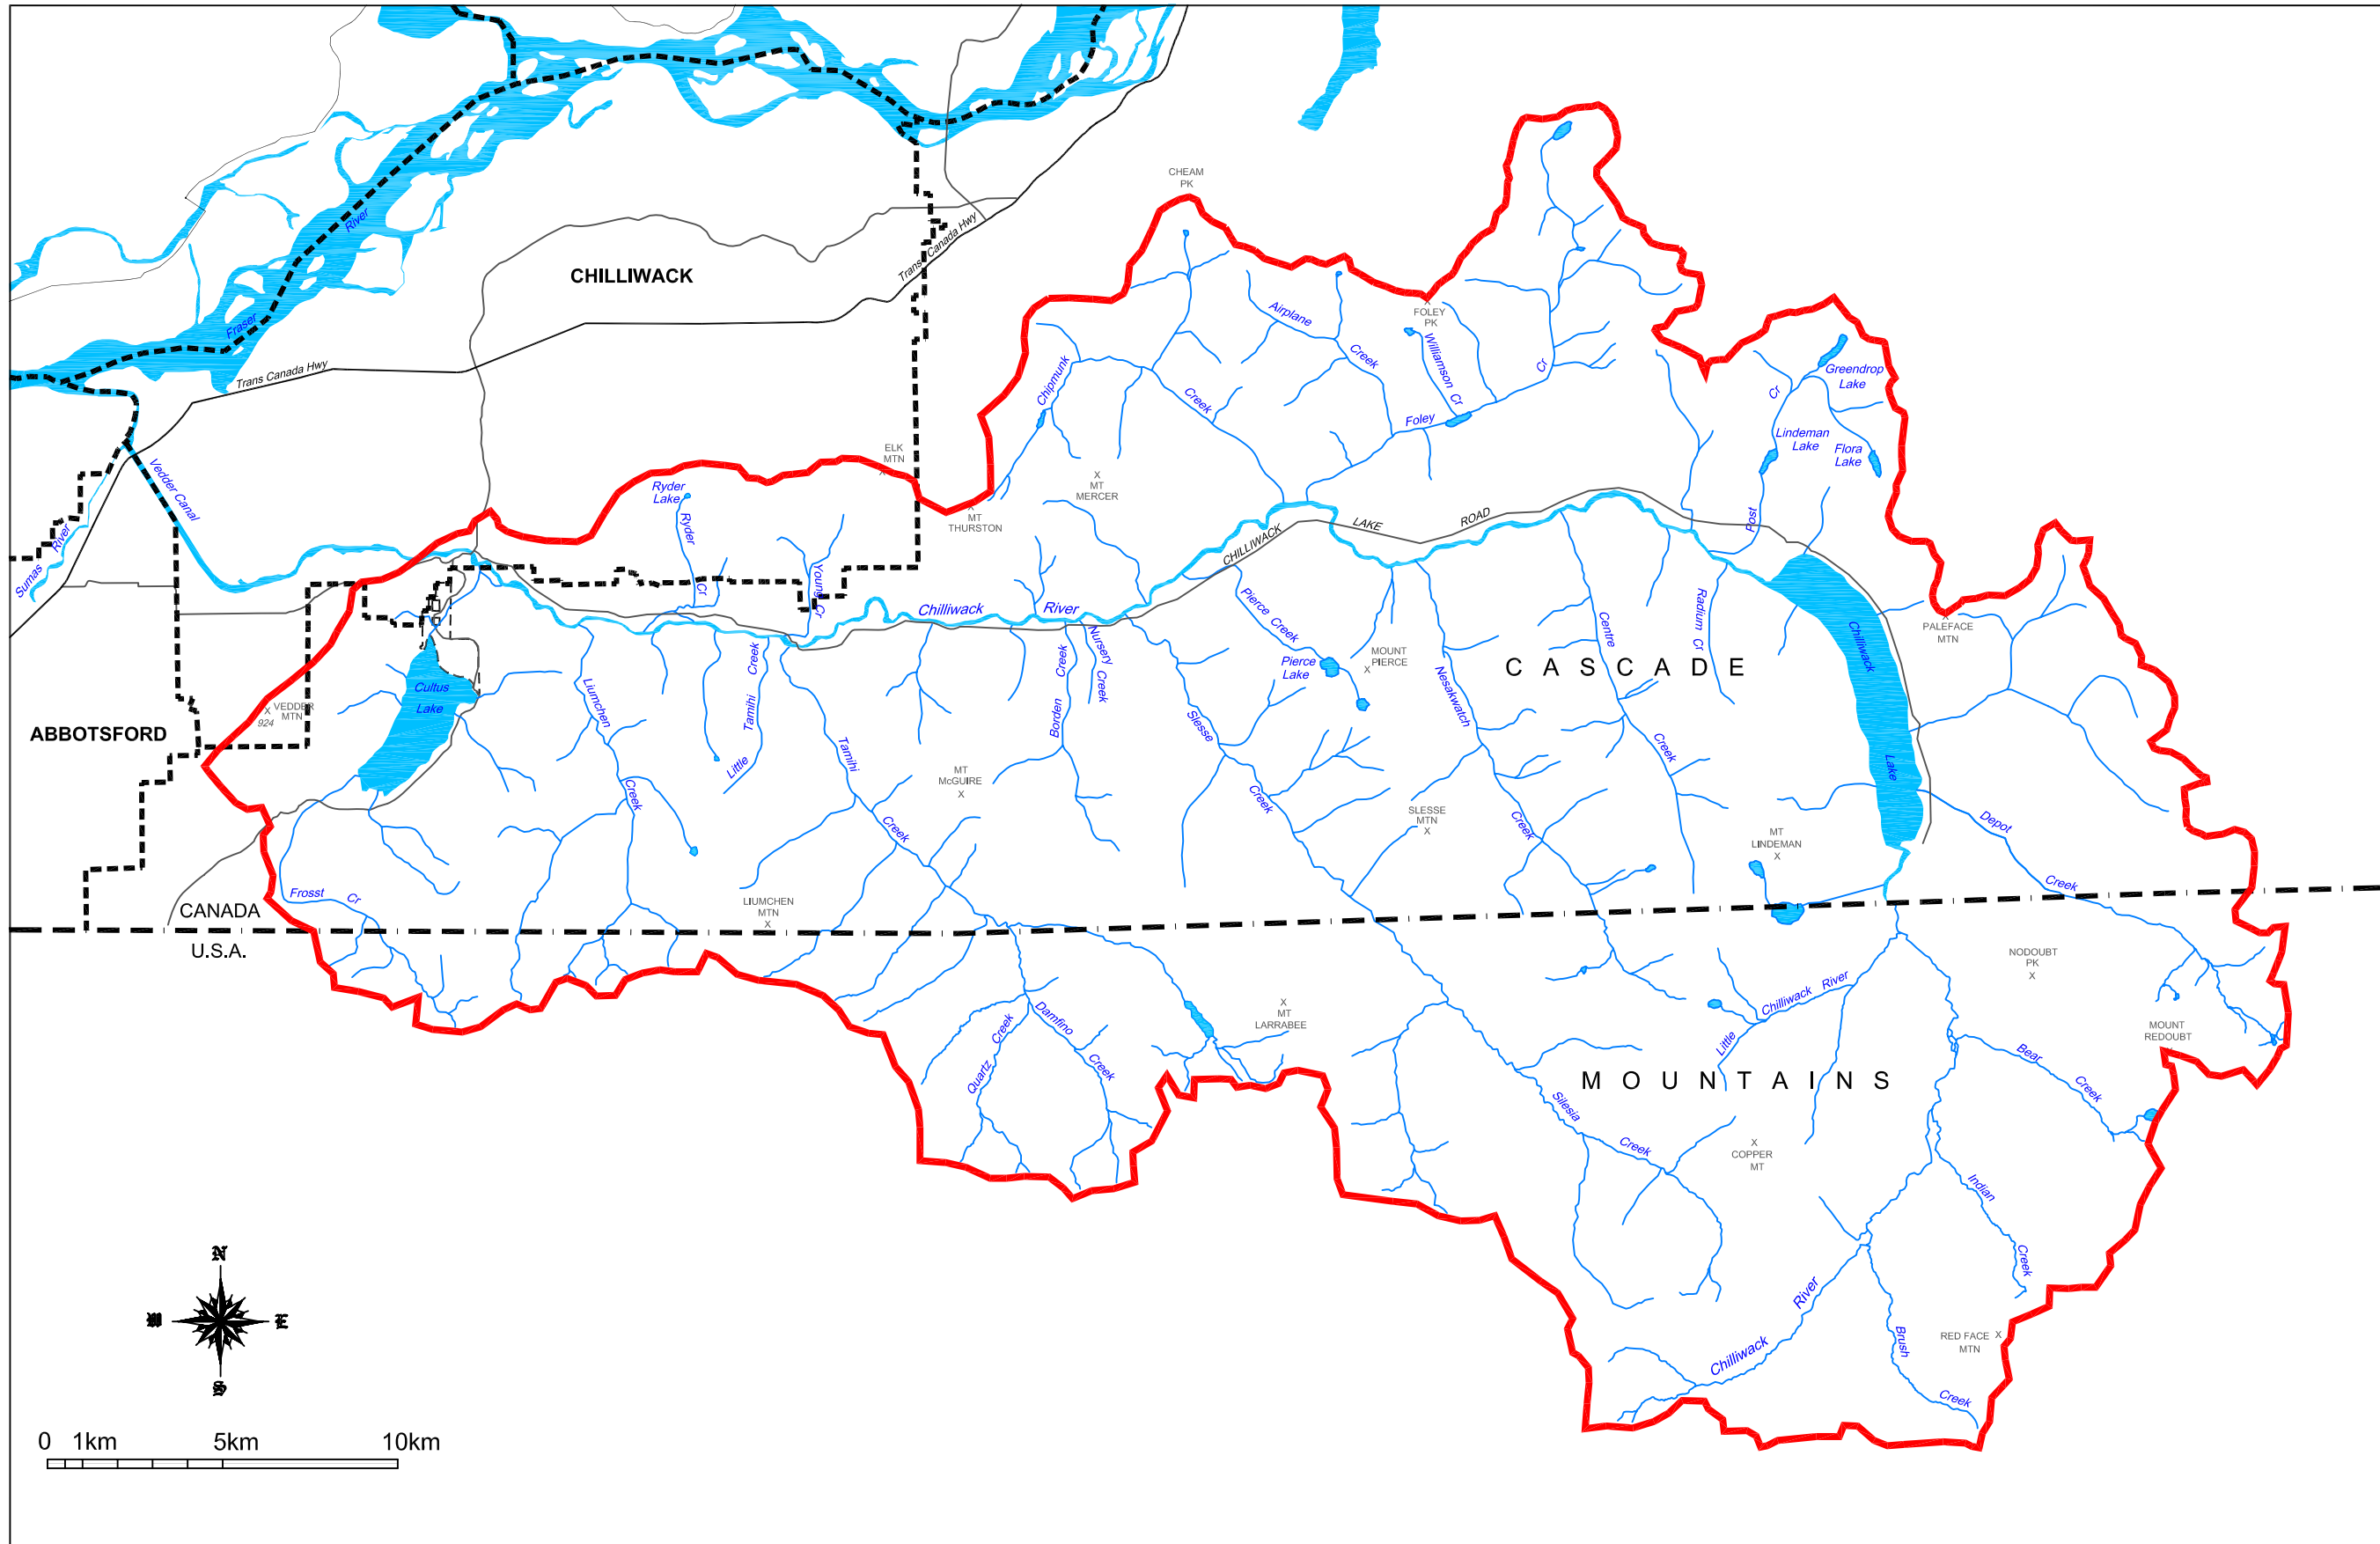 CHEAM
PK
River
Trans Canada Hwy
CHILLIWACK
Fraser
Airplane
FOLEY
PK
Trans Canada Hwy
Creek
Williamson Cr
Cr
Greendrop
Lake
Chipmunk
Creek
Cr
Foley
Lindeman
Lake
Flora
Lake
ELK
MTN
Vedder Canal
Ryder
Lake
X
MT
MERCER
X
MT
THURSTON
Ryder
Cr
Post
CHILLIWACK
LAKE
ROAD
Sumas
River
Young Cr
Chilliwack
River
Pierce
Creek
Centre
Radium Cr
Chilliwack
PALEFACE
MTN
Nursery
Creek
Pierce
Lake
MOUNT
PIERCE
X
CASCADE
Cultus
Lake
Liumchen
Tamihi
Creek
Little
Borden
Creek
Slesse
Nesakwatch
X VEDDER
MTN
924
ABBOTSFORD
Tamihi
Creek
Lake
Creek
MT
McGUIRE
X
Creek
SLESSE
MTN
X
Creek
Depot
Creek
MT
LINDEMAN
X
Creek
Frosst
Cr
CANADA
LIUMCHEN
MTN
X
U.S.A.
NODOUBT
PK
X
Chilliwack
River
Little
X
MT
LARRABEE
Damfino
Creek
Quartz
Creek
MOUNT
REDOUBT
Bear
Creek
MOUNTAINS
Silesia
Creek
X
COPPER
MT
Indian
Creek
N
W
E
S
River
Chilliwack
Brush
Creek
RED FACE X
MTN
0 1km 5km 10km